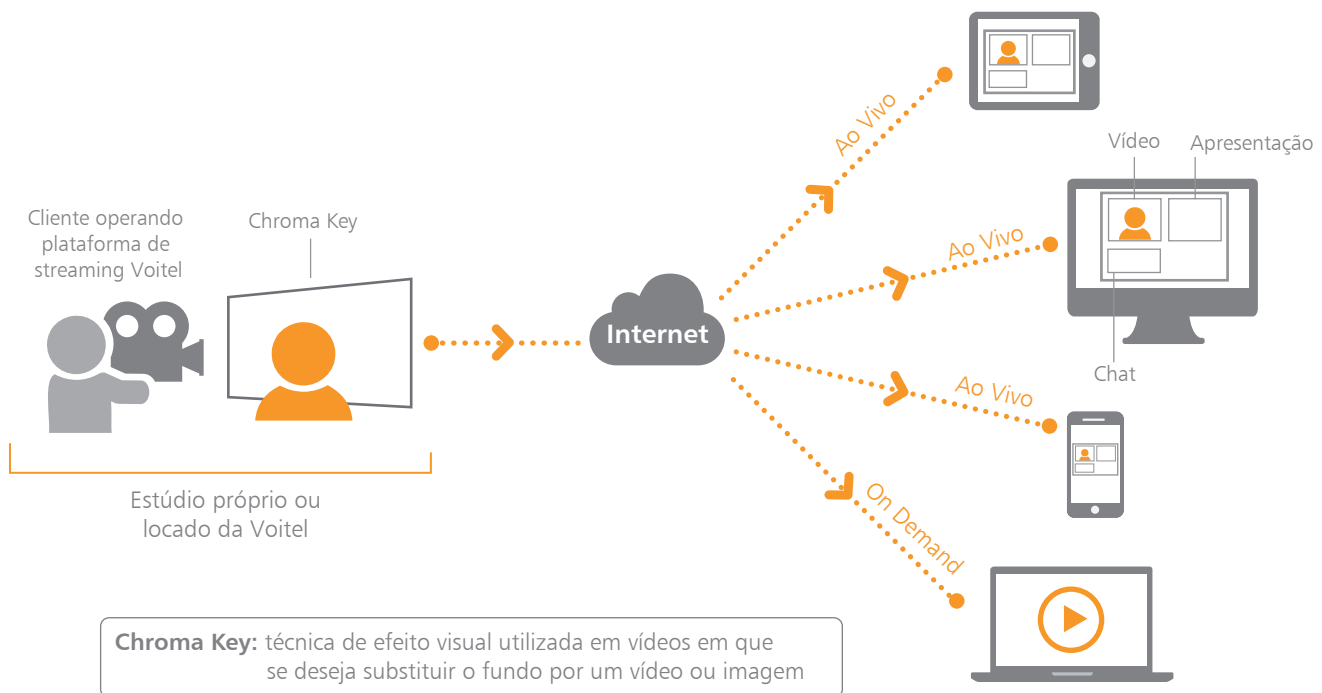 Cliente operando
plataforma de
streaming Voitel
Chroma Key
Estúdio próprio ou
locado da Voitel
Internet
Ao Vivo
Ao Vivo
Ao Vivo
On Demand
Vídeo
Apresentação
Chat
Chroma Key: técnica de efeito visual utilizada em vídeos em que
se deseja substituir o fundo por um vídeo ou imagem